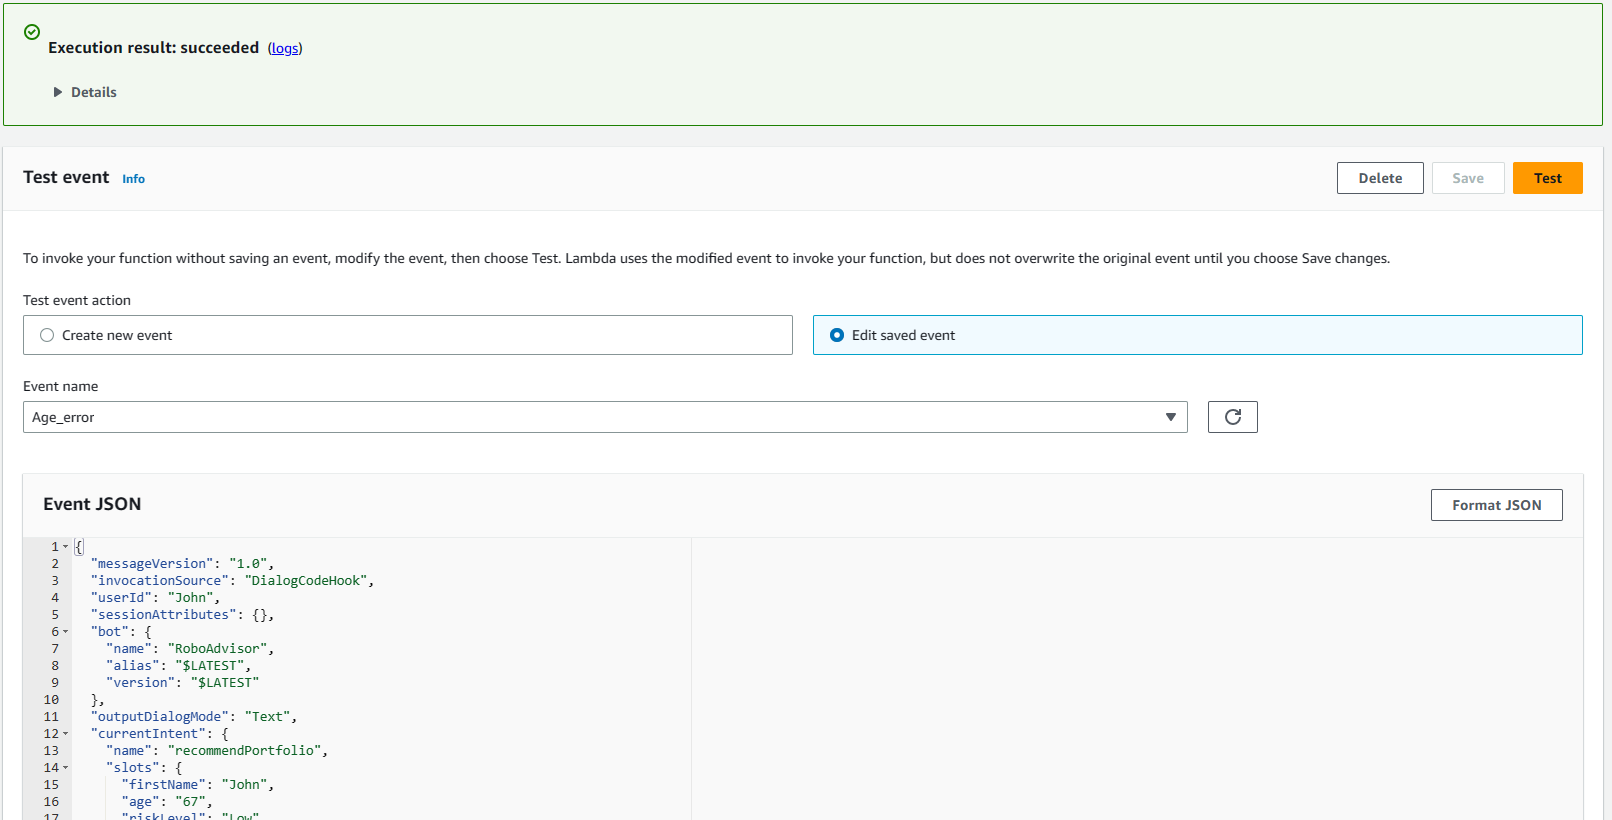 Execution result: succeeded (logs)
Details
Test event Info
Delete
Save
Test
To invoke your function without saving an event, modify the event, then choose Test. Lambda uses the modified event to invoke your function, but does not overwrite the original event until you choose Save changes.
Test event action
Create new event
Edit saved event
Event name
Age_error
Event JSON
Format JSON
1 {
2 "messageVersion": "1.0",
3 "invocationSource": "DialogCodeHook",
4 "userId": "John",
5 "sessionAttributes": {},
6 "bot": {
7 "name": "RoboAdvisor",
8 "alias": "$LATEST",
9 "version": "$LATEST"
10 },
11 "outputDialogMode": "Text",
12 "currentIntent": {
13 "name": "recommendPortfolio",
14 "slots": {
15 "firstName": "John",
16 "age": "67",
17 "riskLevel": "Low"